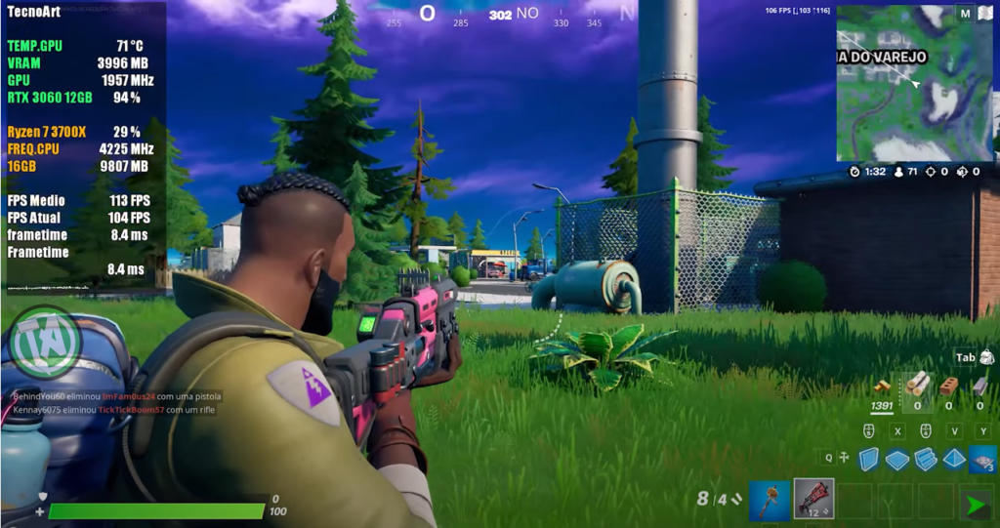 TecnoArt
TEMP.GPU 71 °C
VRAM 3996 MB
GPU 1957 MHz
RTX 3060 12GB 94 %
Ryzen 7 3700X 29 %
FREQ.CPU 4225 MHz
16GB 9807 MB
FPS Medio 113 FPS
FPS Atual 104 FPS
frametime 8.4 ms
Frametime
8.4 ms
255 O 285 302 NO 330 345 N
106 FPS [↓103 ↑116]
M
IA DO VAREJO
1:32 71 0 0
BehindYou60 eliminou ImFam0us24 com uma pistola
Kennay6075 eliminou TickTickBoom57 com um rifle
Tab
1391 0 0 0
X V Y
Q
3
8/4
12
0
+ 100